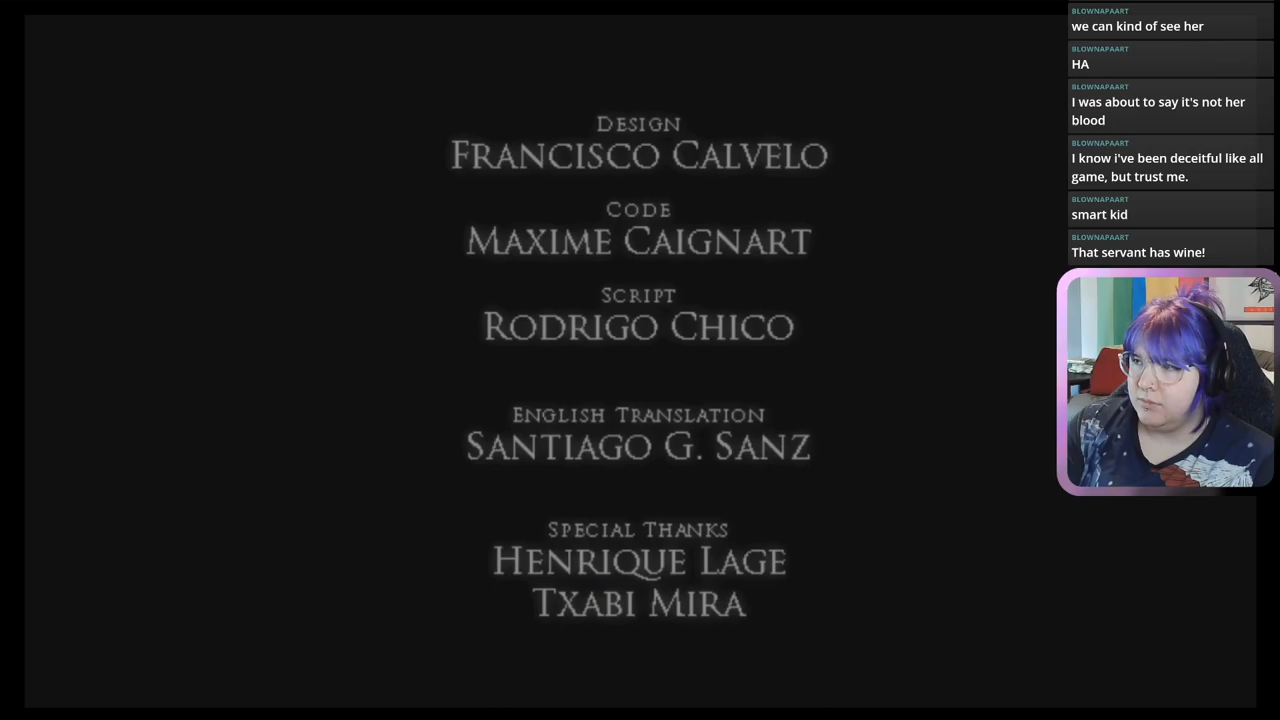 DESIGN
FRANCISCO CALVELO
CODE
MAXIME CAIGNART
SCRIPT
RODRIGO CHICO
ENGLISH TRANSLATION
SANTIAGO G. SANZ
SPECIAL THANKS
HENRIQUE LAGE
TXABI MIRA
BLOWNAPAART
we can kind of see her
BLOWNAPAART
HA
BLOWNAPAART
I was about to say it's not her
blood
BLOWNAPAART
I know i've been deceitful like all
game, but trust me.
BLOWNAPAART
smart kid
BLOWNAPAART
That servant has wine!